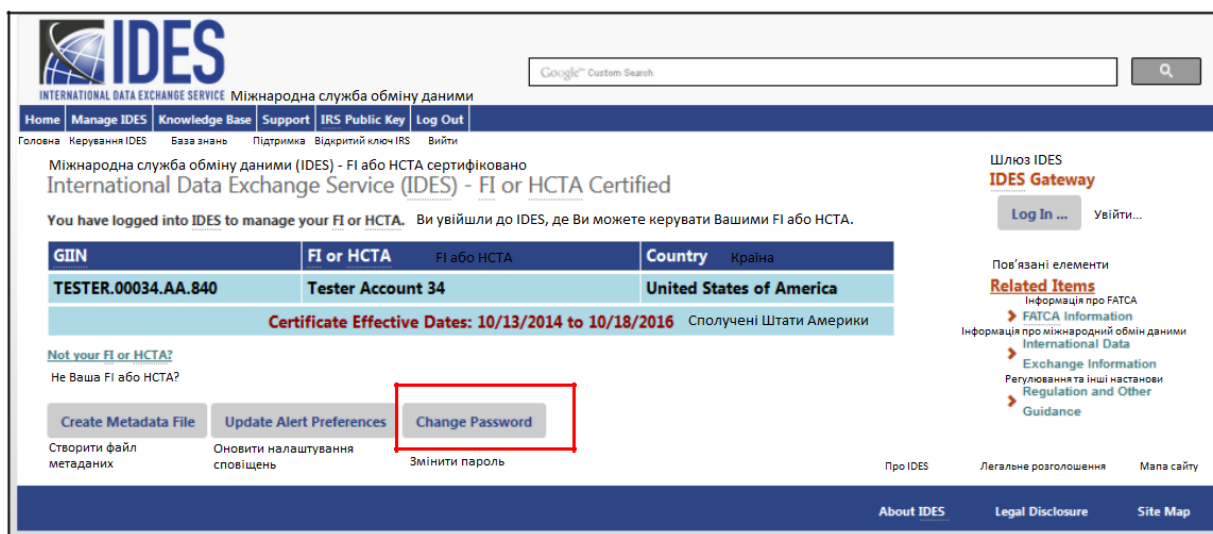 IDES
INTERNATIONAL DATA EXCHANGE SERVICE Міжнародна служба обміну даними
Google™ Custom Search
Home Manage IDES Knowledge Base Support IRS Public Key Log Out
Головна Керування IDES База знань Підтримка Відкритий ключ IRS Вийти
Міжнародна служба обміну даними (IDES) - FI або HCTA сертифіковано
International Data Exchange Service (IDES) - FI or HCTA Certified
You have logged into IDES to manage your FI or HCTA. Ви увійшли до IDES, де Ви можете керувати Вашими FI або HCTA.
GIIN FI or HCTA FI або HCTA Country Країна
TESTER.00034.AA.840 Tester Account 34 United States of America
Certificate Effective Dates: 10/13/2014 to 10/18/2016 Сполучені Штати Америки
Not your FI or HCTA?
Не Ваша FI або HCTA?
Create Metadata File Update Alert Preferences Change Password
Створити файл метаданих
Оновити налаштування сповіщень
Змінити пароль
Шлюз IDES
IDES Gateway
Log In ... Увійти...
Пов’язані елементи
Related Items
Інформація про FATCA
FATCA Information
Інформація про міжнародний обмін даними
International Data
Exchange Information
Регулювання та інші настанови
Regulation and Other
Guidance
Про IDES Легальне розголошення Мапа сайту
About IDES Legal Disclosure Site Map